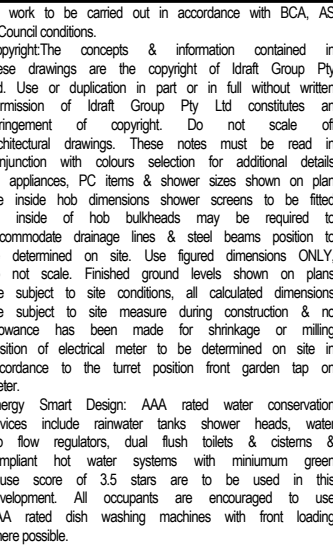 work to be carried out in accordance with BCA, AS
Council conditions.
opyright:The concepts & information contained in
ese drawings are the copyright of Idraft Group Pty
d. Use or duplication in part or in full without written
rmission of Idraft Group Pty Ltd constitutes an
ringement of copyright. Do not scale off
chitectural drawings. These notes must be read in
njunction with colours selection for additional details
appliances, PC items & shower sizes shown on plan
e inside hob dimensions shower screens to be fitted
inside of hob bulkheads may be required to
commodate drainage lines & steel beams position to
determined on site. Use figured dimensions ONLY,
not scale. Finished ground levels shown on plans
e subject to site conditions, all calculated dimensions
e subject to site measure during construction & no
owance has been made for shrinkage or milling
sition of electrical meter to be determined on site in
cordance to the turret position front garden tap on
eter.
nergy Smart Design: AAA rated water conservation
vices include rainwater tanks shower heads, water
p flow regulators, dual flush toilets & cisterns &
mpliant hot water systems with miniumum green
use score of 3.5 stars are to be used in this
velopment. All occupants are encouraged to use
A rated dish washing machines with front loading
here possible.